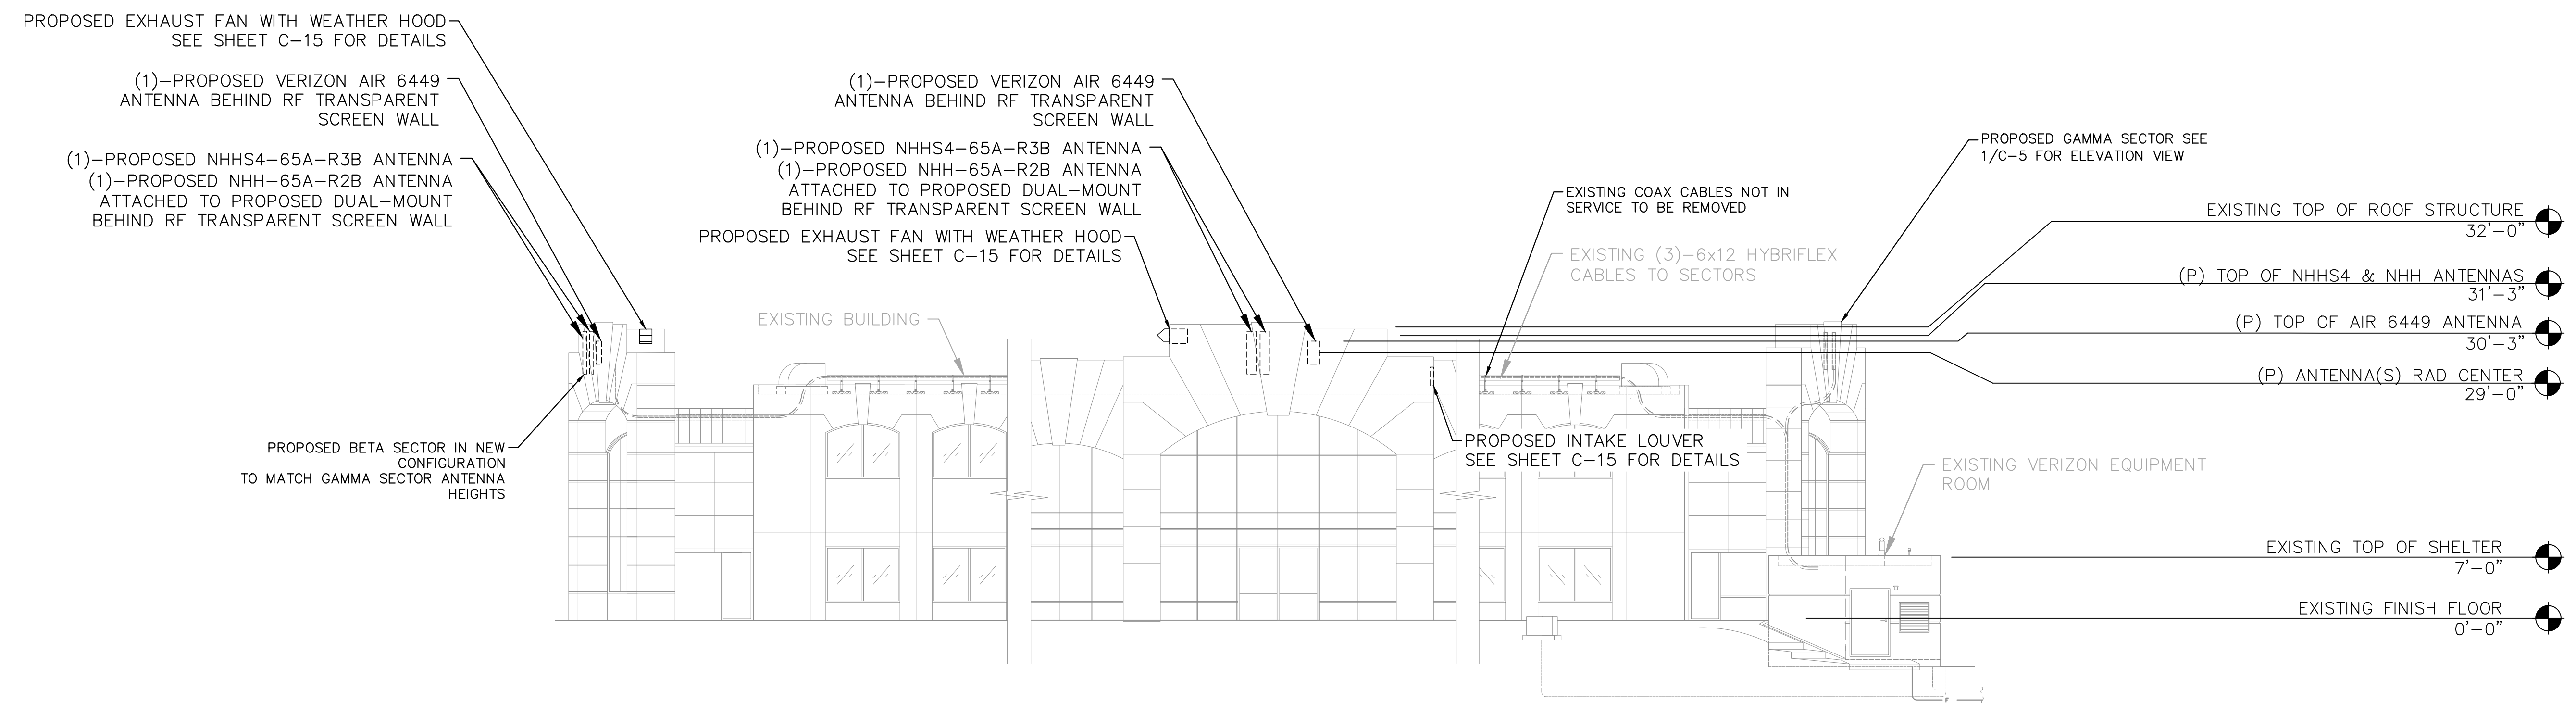 PROPOSED EXHAUST FAN WITH WEATHER HOOD
SEE SHEET C-15 FOR DETAILS
(1)-PROPOSED VERIZON AIR 6449
ANTENNA BEHIND RF TRANSPARENT
SCREEN WALL
(1)-PROPOSED NHHS4-65A-R3B ANTENNA
(1)-PROPOSED NHH-65A-R2B ANTENNA
ATTACHED TO PROPOSED DUAL-MOUNT
BEHIND RF TRANSPARENT SCREEN WALL
PROPOSED BETA SECTOR IN NEW
CONFIGURATION
TO MATCH GAMMA SECTOR ANTENNA
HEIGHTS
EXISTING BUILDING
(1)-PROPOSED VERIZON AIR 6449
ANTENNA BEHIND RF TRANSPARENT
SCREEN WALL
(1)-PROPOSED NHHS4-65A-R3B ANTENNA
(1)-PROPOSED NHH-65A-R2B ANTENNA
ATTACHED TO PROPOSED DUAL-MOUNT
BEHIND RF TRANSPARENT SCREEN WALL
PROPOSED EXHAUST FAN WITH WEATHER HOOD
SEE SHEET C-15 FOR DETAILS
EXISTING COAX CABLES NOT IN
SERVICE TO BE REMOVED
EXISTING (3)-6x12 HYBRIFLEX
CABLES TO SECTORS
PROPOSED INTAKE LOUVER
SEE SHEET C-15 FOR DETAILS
PROPOSED GAMMA SECTOR SEE
1/C-5 FOR ELEVATION VIEW
EXISTING VERIZON EQUIPMENT
ROOM
EXISTING TOP OF ROOF STRUCTURE
32'-0"
(P) TOP OF NHHS4 & NHH ANTENNAS
31'-3"
(P) TOP OF AIR 6449 ANTENNA
30'-3"
(P) ANTENNA(S) RAD CENTER
29'-0"
EXISTING TOP OF SHELTER
7'-0"
EXISTING FINISH FLOOR
0'-0"
F